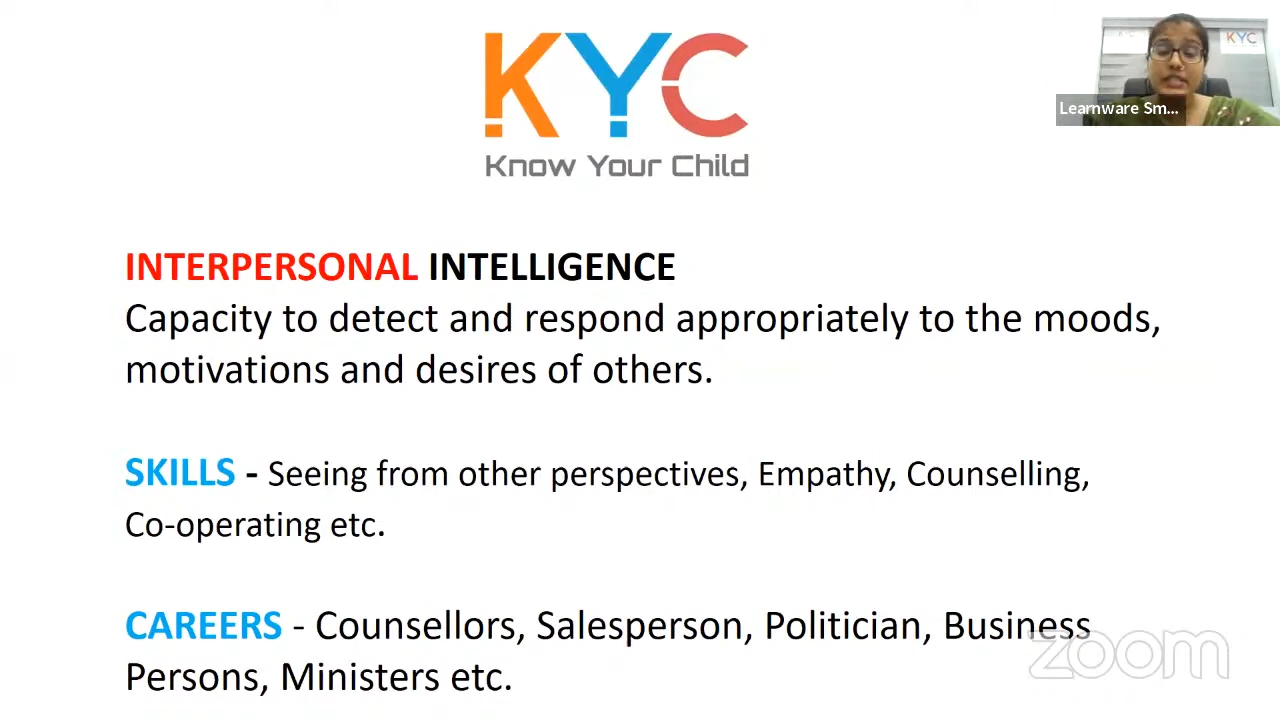 KYC
Know Your Child
KYC
Learnware Sm...
INTERPERSONAL INTELLIGENCE
Capacity to detect and respond appropriately to the moods,
motivations and desires of others.
SKILLS - Seeing from other perspectives, Empathy, Counselling,
Co-operating etc.
CAREERS - Counsellors, Salesperson, Politician, Business
Persons, Ministers etc.
zoom